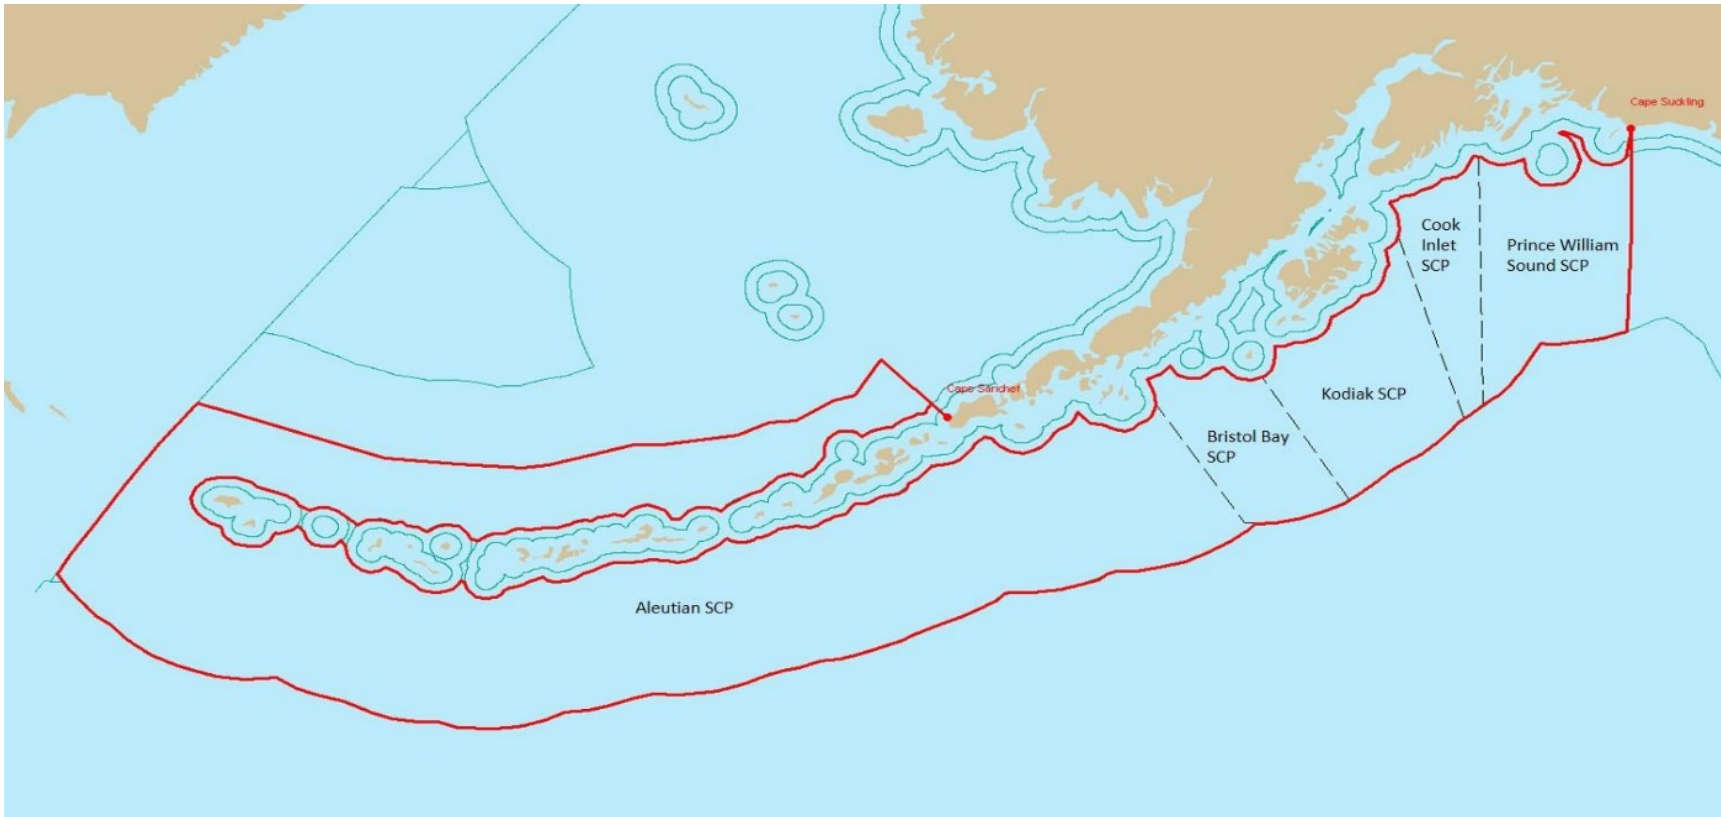 Cape Suckling
Cook
Inlet
SCP
Prince William
Sound SCP
Cape Sarichef
Kodiak SCP
Bristol Bay
SCP
Aleutian SCP